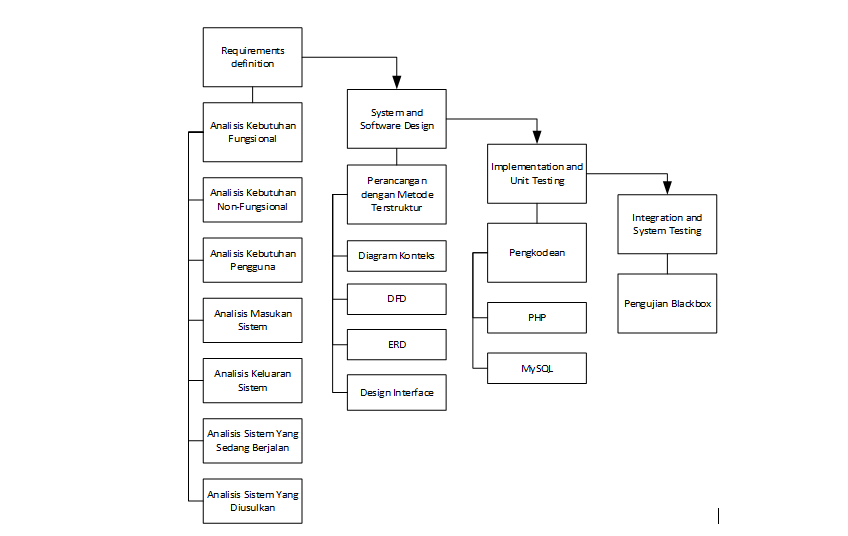 Requirements
definition
Analisis Kebutuhan
Fungsional
Analisis Kebutuhan
Non-Fungsional
Analisis Kebutuhan
Pengguna
Analisis Masukan
Sistem
Analisis Keluaran
Sistem
Analisis Sistem Yang
Sedang Berjalan
Analisis Sistem Yang
Diusulkan
System and
Software Design
Perancangan
dengan Metode
Terstruktur
Diagram Konteks
DFD
ERD
Design Interface
Implementation and
Unit Testing
Pengkodean
PHP
MySQL
Integration and
System Testing
Pengujian Blackbox